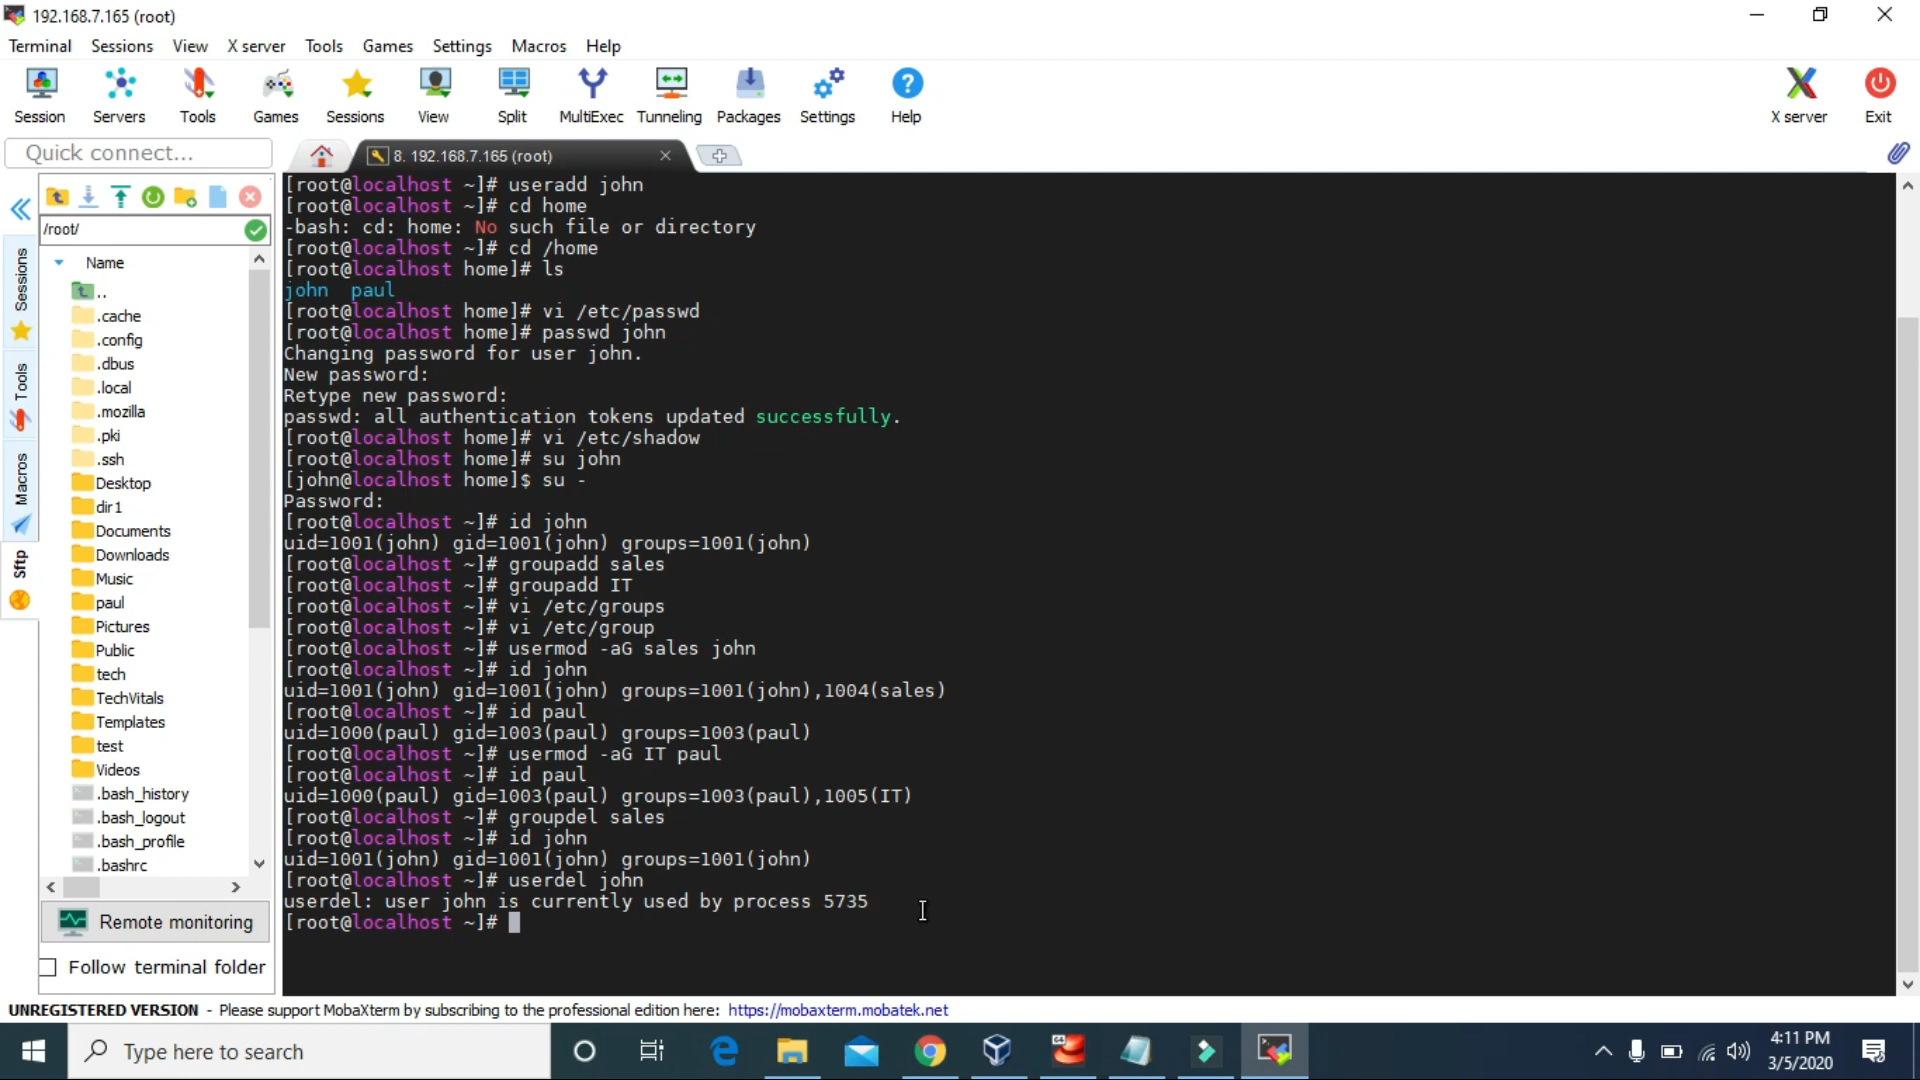 192.168.7.165 (root)
Terminal Sessions View X server Tools Games Settings Macros Help
Session Servers Tools Games Sessions View Split MultiExec Tunneling Packages Settings Help X server Exit
Quick connect...
8. 192.168.7.165 (root)
/root/
Name
..
.cache
.config
.dbus
.local
.mozilla
.pki
.ssh
Desktop
dir1
Documents
Downloads
Music
paul
Pictures
Public
tech
TechVitals
Templates
test
Videos
.bash_history
.bash_logout
.bash_profile
.bashrc
Sessions
Tools
Macros
Sftp
Remote monitoring
Follow terminal folder
[root@localhost ~]# useradd john
[root@localhost ~]# cd home
-bash: cd: home: No such file or directory
[root@localhost ~]# cd /home
[root@localhost home]# ls
john  paul
[root@localhost home]# vi /etc/passwd
[root@localhost home]# passwd john
Changing password for user john.
New password:
Retype new password:
passwd: all authentication tokens updated successfully.
[root@localhost home]# vi /etc/shadow
[root@localhost home]# su john
[john@localhost home]$ su -
Password:
[root@localhost ~]# id john
uid=1001(john) gid=1001(john) groups=1001(john)
[root@localhost ~]# groupadd sales
[root@localhost ~]# groupadd IT
[root@localhost ~]# vi /etc/groups
[root@localhost ~]# vi /etc/group
[root@localhost ~]# usermod -aG sales john
[root@localhost ~]# id john
uid=1001(john) gid=1001(john) groups=1001(john),1004(sales)
[root@localhost ~]# id paul
uid=1000(paul) gid=1003(paul) groups=1003(paul)
[root@localhost ~]# usermod -aG IT paul
[root@localhost ~]# id paul
uid=1000(paul) gid=1003(paul) groups=1003(paul),1005(IT)
[root@localhost ~]# groupdel sales
[root@localhost ~]# id john
uid=1001(john) gid=1001(john) groups=1001(john)
[root@localhost ~]# userdel john
userdel: user john is currently used by process 5735
[root@localhost ~]#
UNREGISTERED VERSION - Please support MobaXterm by subscribing to the professional edition here: https://mobaxterm.mobatek.net
Type here to search
4:11 PM
3/5/2020